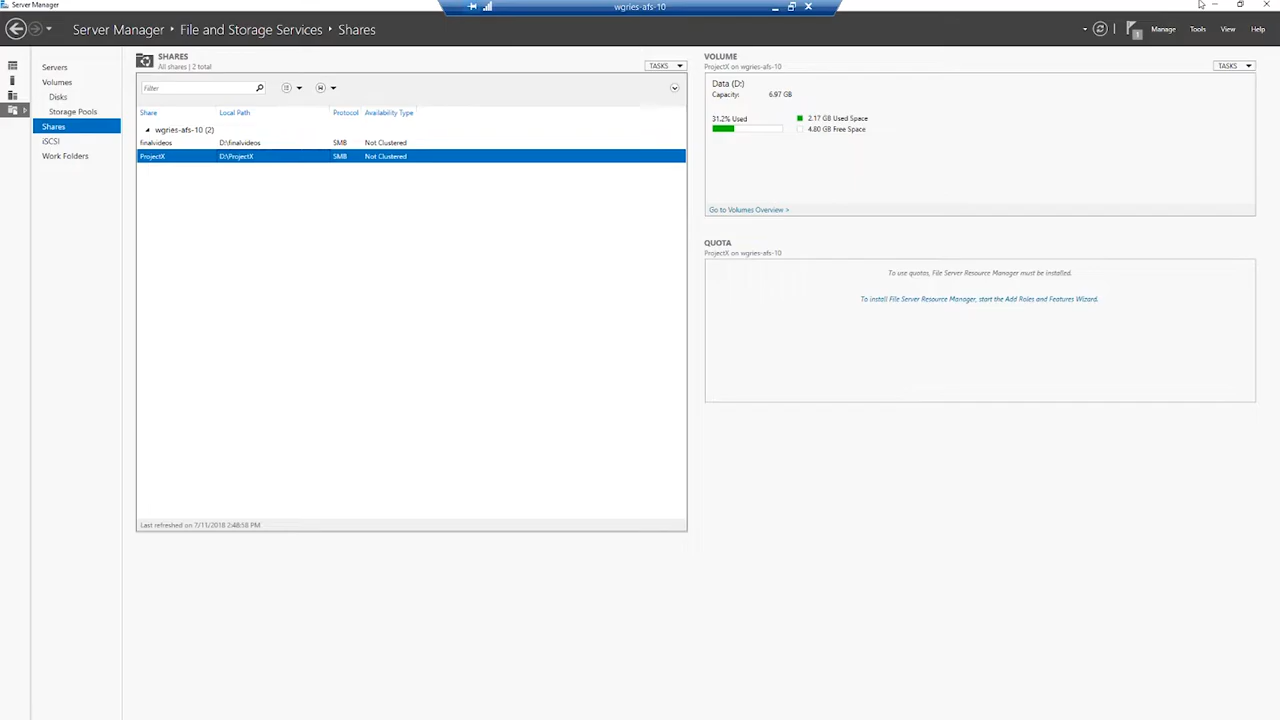 Server Manager
wgries-afs-10
Server Manager • File and Storage Services • Shares
1
Manage
Tools
View
Help
Servers
Volumes
Disks
Storage Pools
Shares
iSCSI
Work Folders
SHARES
All shares | 2 total
TASKS
Filter
Share Local Path Protocol Availability Type
wgries-afs-10 (2)
finalvideos D:\finalvideos SMB Not Clustered
ProjectX D:\ProjectX SMB Not Clustered
Last refreshed on 7/11/2018 2:48:58 PM
VOLUME
ProjectX on wgries-afs-10
TASKS
Data (D:)
Capacity: 6.97 GB
31.2% Used
2.17 GB Used Space
4.80 GB Free Space
Go to Volumes Overview >
QUOTA
ProjectX on wgries-afs-10
To use quotas, File Server Resource Manager must be installed.
To install File Server Resource Manager, start the Add Roles and Features Wizard.